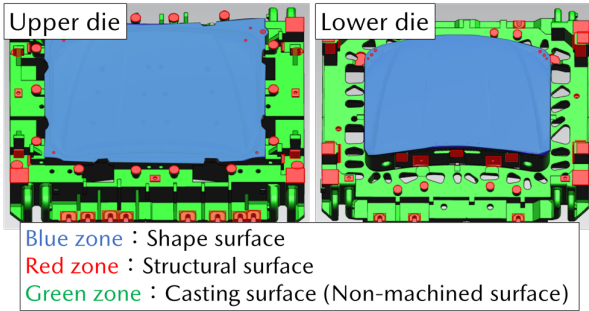 Upper die
Lower die
Blue zone：Shape surface
Red zone：Structural surface
Green zone：Casting surface (Non-machined surface)